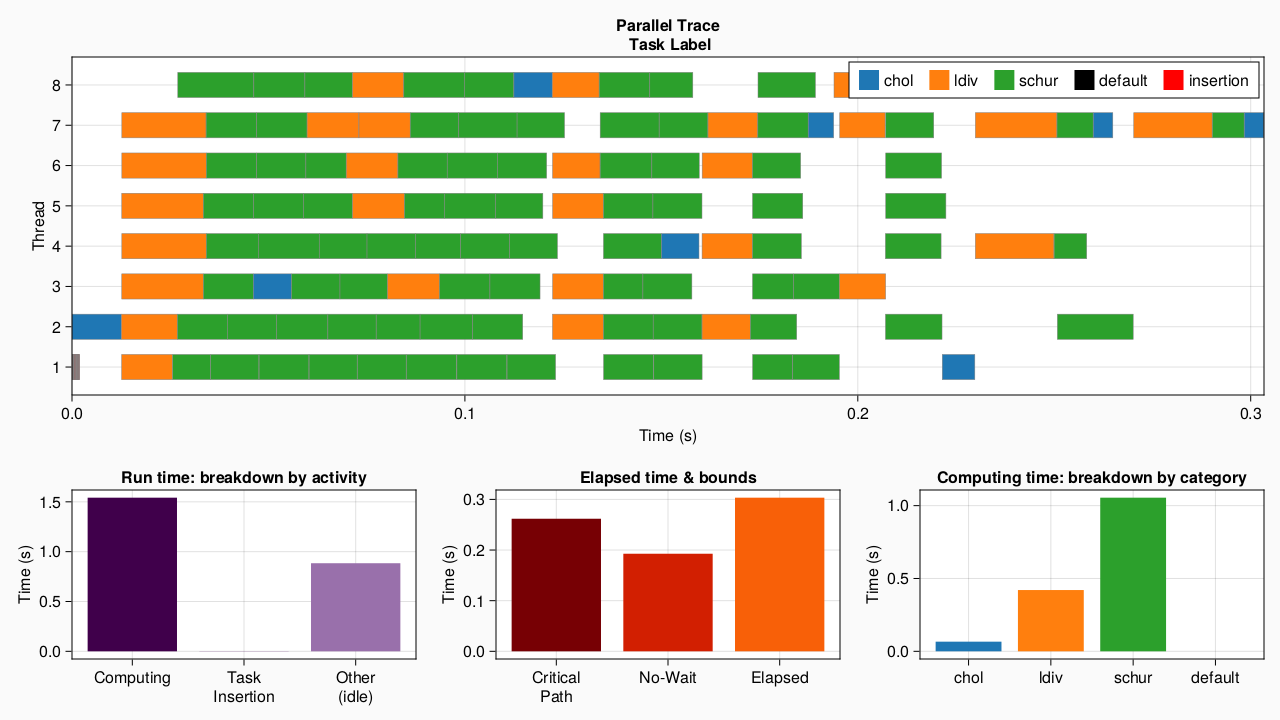 Parallel Trace
Task Label
chol ldiv schur default insertion
Thread
8
7
6
5
4
3
2
1
0.0 0.1 0.2 0.3
Time (s)
Run time: breakdown by activity
Time (s)
1.5
1.0
0.5
0.0
Computing Task Insertion Other (idle)
Elapsed time & bounds
Time (s)
0.3
0.2
0.1
0.0
Critical Path No-Wait Elapsed
Computing time: breakdown by category
Time (s)
1.0
0.5
0.0
chol ldiv schur default